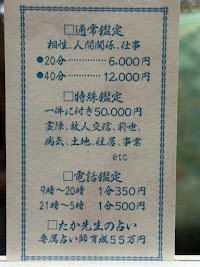 □通常鑑定
相性、人間関係、仕事
●20分……6,000円
●40分……12,000円
□特殊鑑定
一件に付き50,000円
霊障、故人交信、前世、
病気、土地、住居、事業
etc
□電話鑑定
9時〜20時 1分350円
21時〜5時 1分500円
□たか先生の占い
専属占い師育成55万円